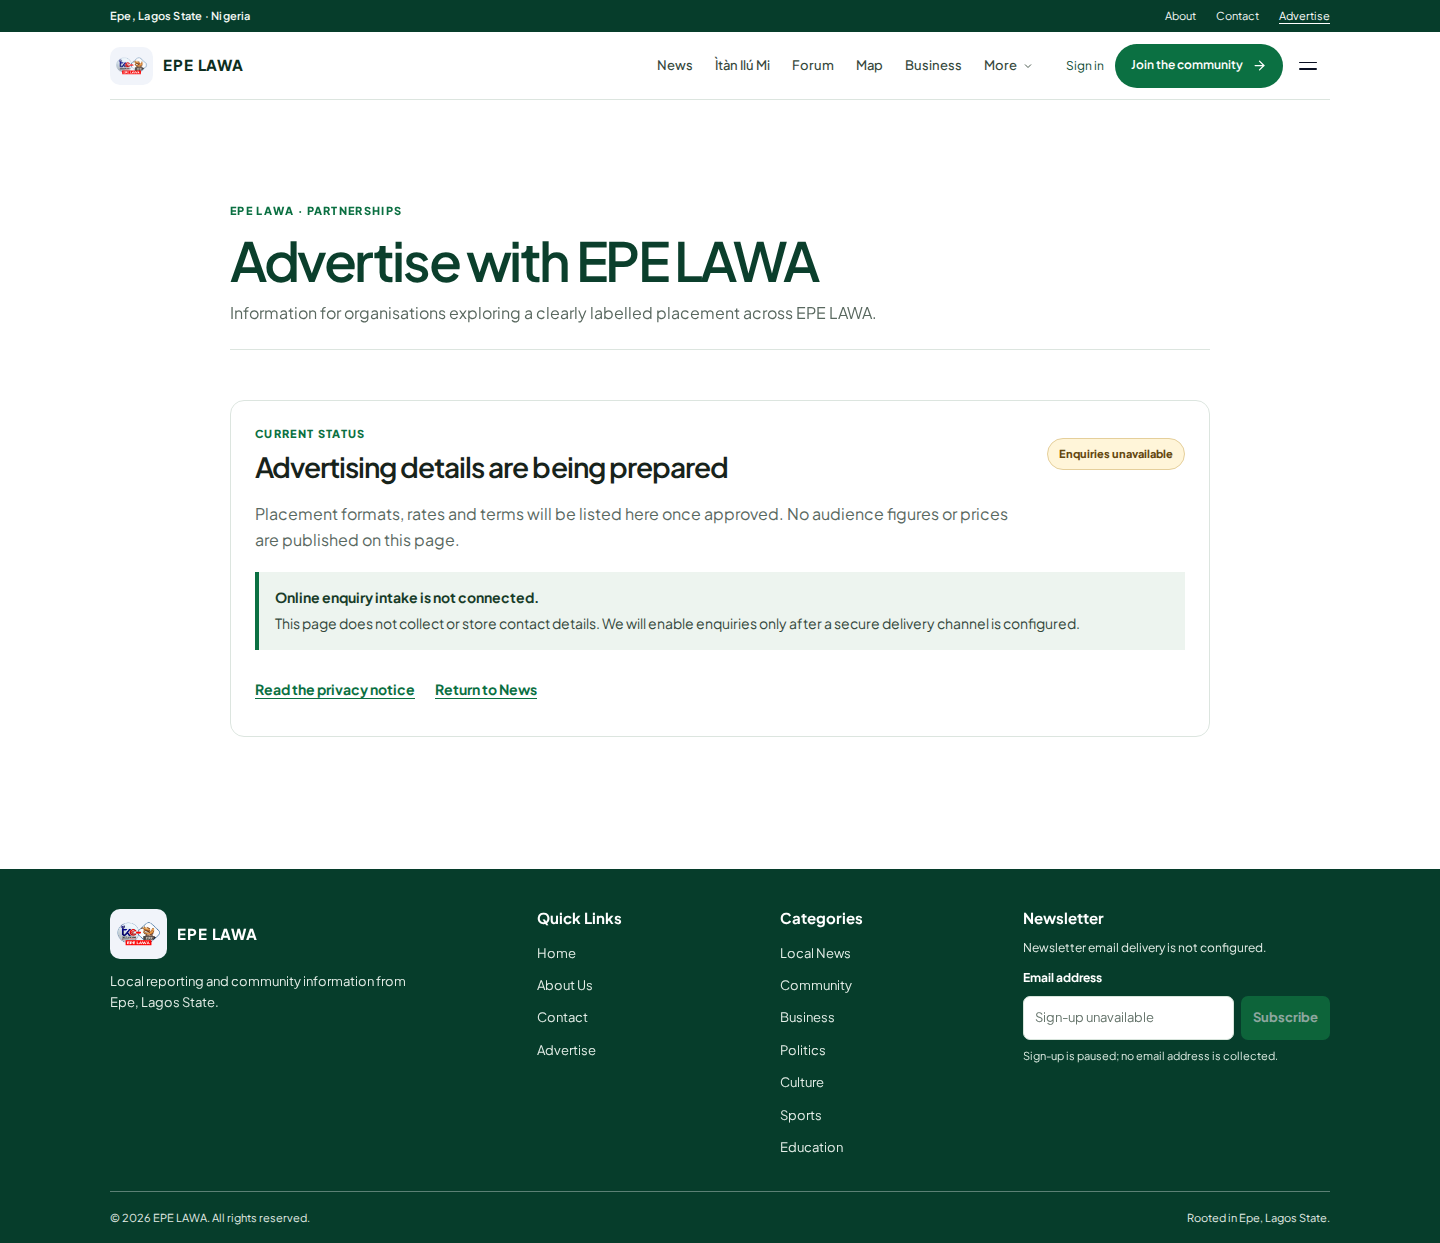 Epe, Lagos State · Nigeria
About Contact Advertise
EPE LAWA
News Ìtàn Ilú Mi Forum Map Business More Sign in Join the community
EPE LAWA · PARTNERSHIPS
Advertise with EPE LAWA
Information for organisations exploring a clearly labelled placement across EPE LAWA.
CURRENT STATUS
Advertising details are being prepared
Enquiries unavailable
Placement formats, rates and terms will be listed here once approved. No audience figures or prices
are published on this page.
Online enquiry intake is not connected.
This page does not collect or store contact details. We will enable enquiries only after a secure delivery channel is configured.
Read the privacy notice Return to News
EPE LAWA
EPE LAWA
Local reporting and community information from
Epe, Lagos State.
Quick Links
Home
About Us
Contact
Advertise
Categories
Local News
Community
Business
Politics
Culture
Sports
Education
Newsletter
Newsletter email delivery is not configured.
Email address
Sign-up unavailable Subscribe
Sign-up is paused; no email address is collected.
© 2026 EPE LAWA. All rights reserved.
Rooted in Epe, Lagos State.